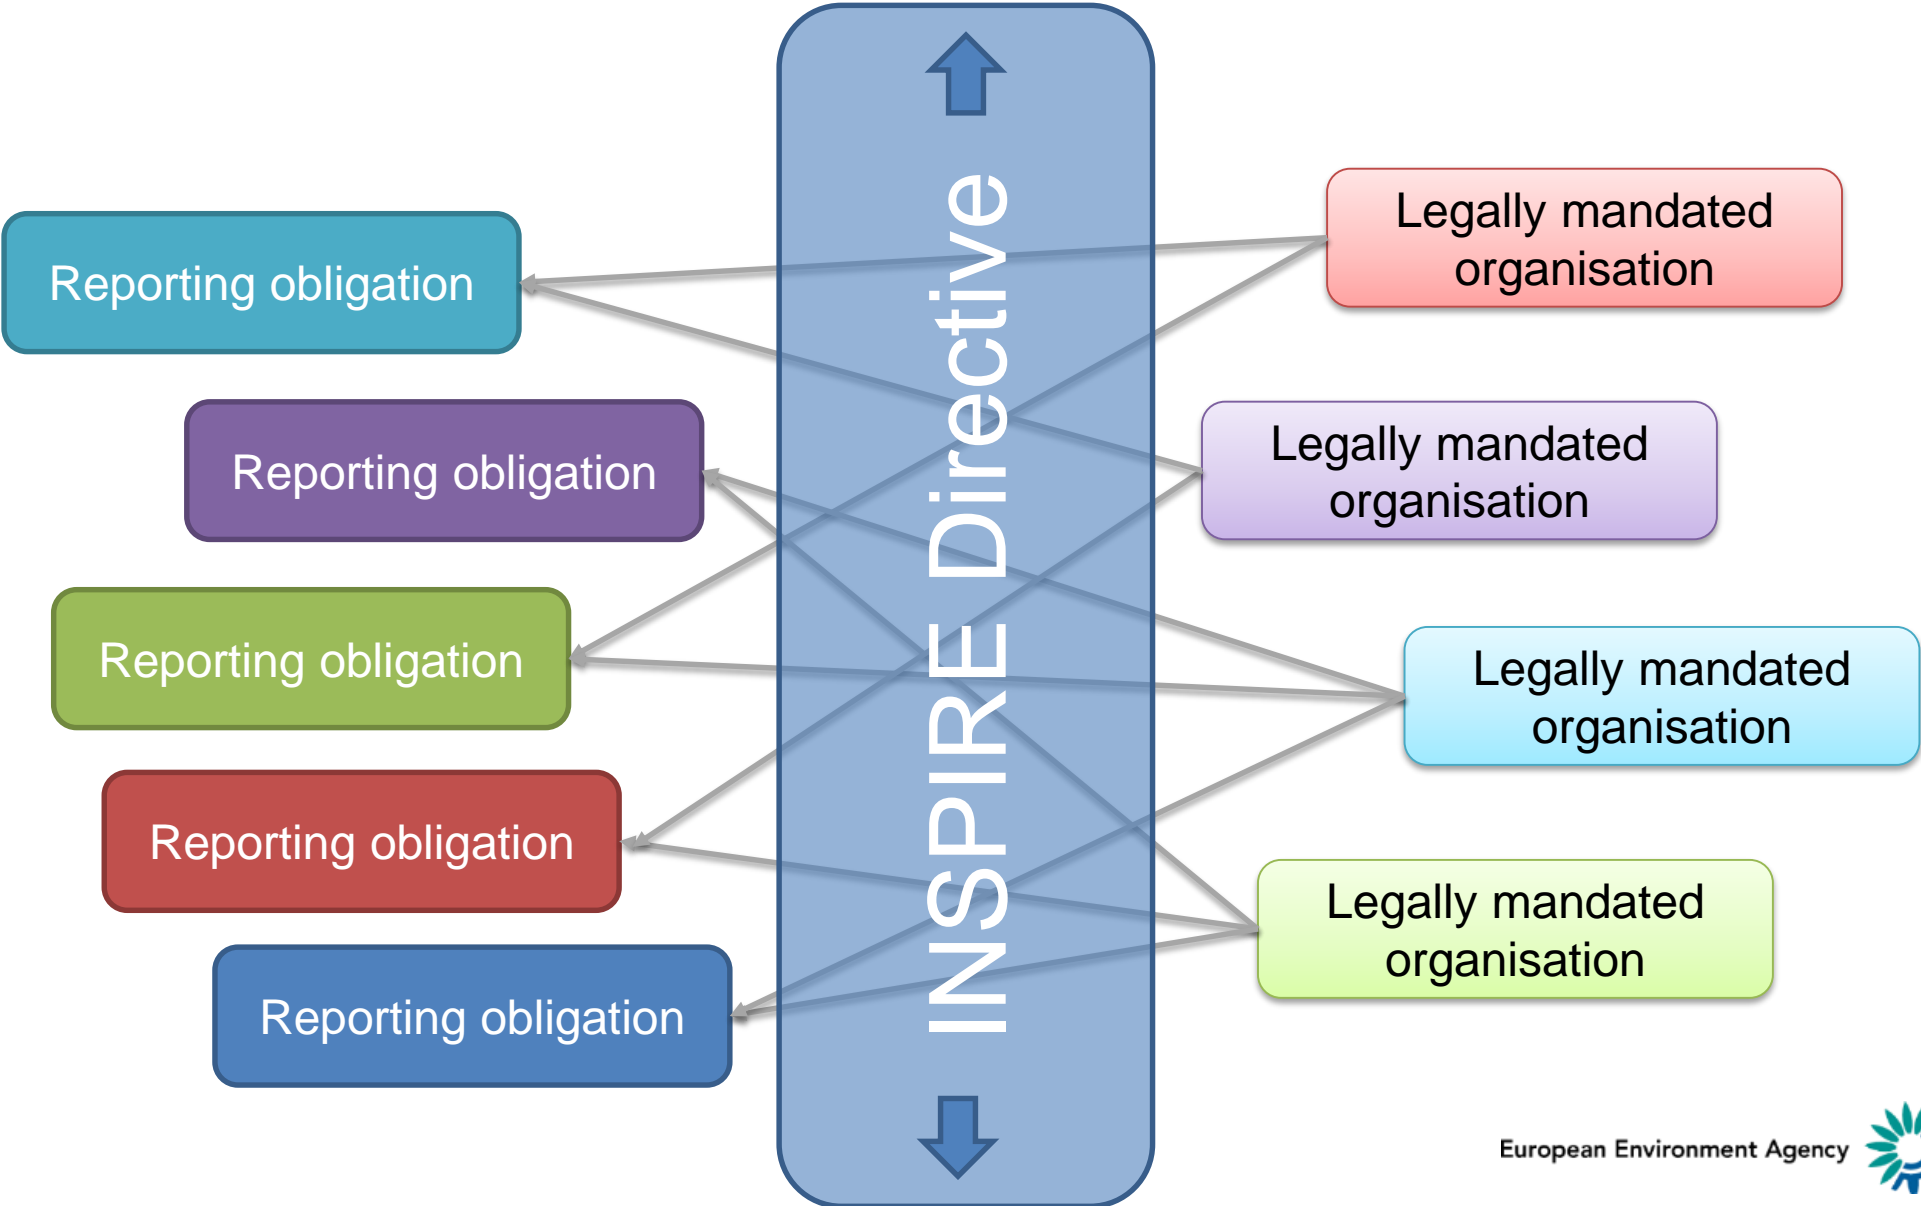 Reporting obligation
Reporting obligation
Reporting obligation
Reporting obligation
Reporting obligation
INSPIRE Directive
Legally mandated
organisation
Legally mandated
organisation
Legally mandated
organisation
Legally mandated
organisation
European Environment Agency